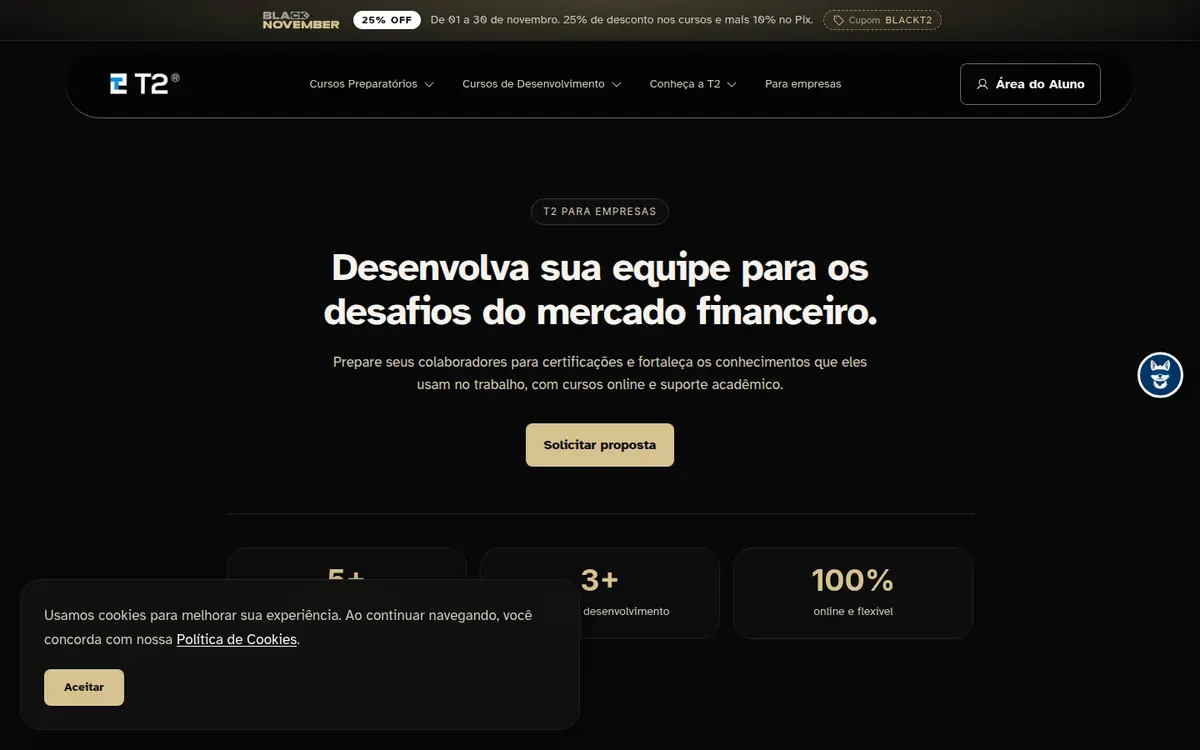 BLACK
NOVEMBER
25% OFF
De 01 a 30 de novembro. 25% de desconto nos cursos e mais 10% no Pix.
Cupom BLACKT2
T2®
Cursos Preparatórios
Cursos de Desenvolvimento
Conheça a T2
Para empresas
Área do Aluno
T2 PARA EMPRESAS
Desenvolva sua equipe para os
desafios do mercado financeiro.
Prepare seus colaboradores para certificações e fortaleça os conhecimentos que eles
usam no trabalho, com cursos online e suporte acadêmico.
Solicitar proposta
5+
3+
desenvolvimento
100%
online e flexível
Usamos cookies para melhorar sua experiência. Ao continuar navegando, você
concorda com nossa Política de Cookies.
Aceitar